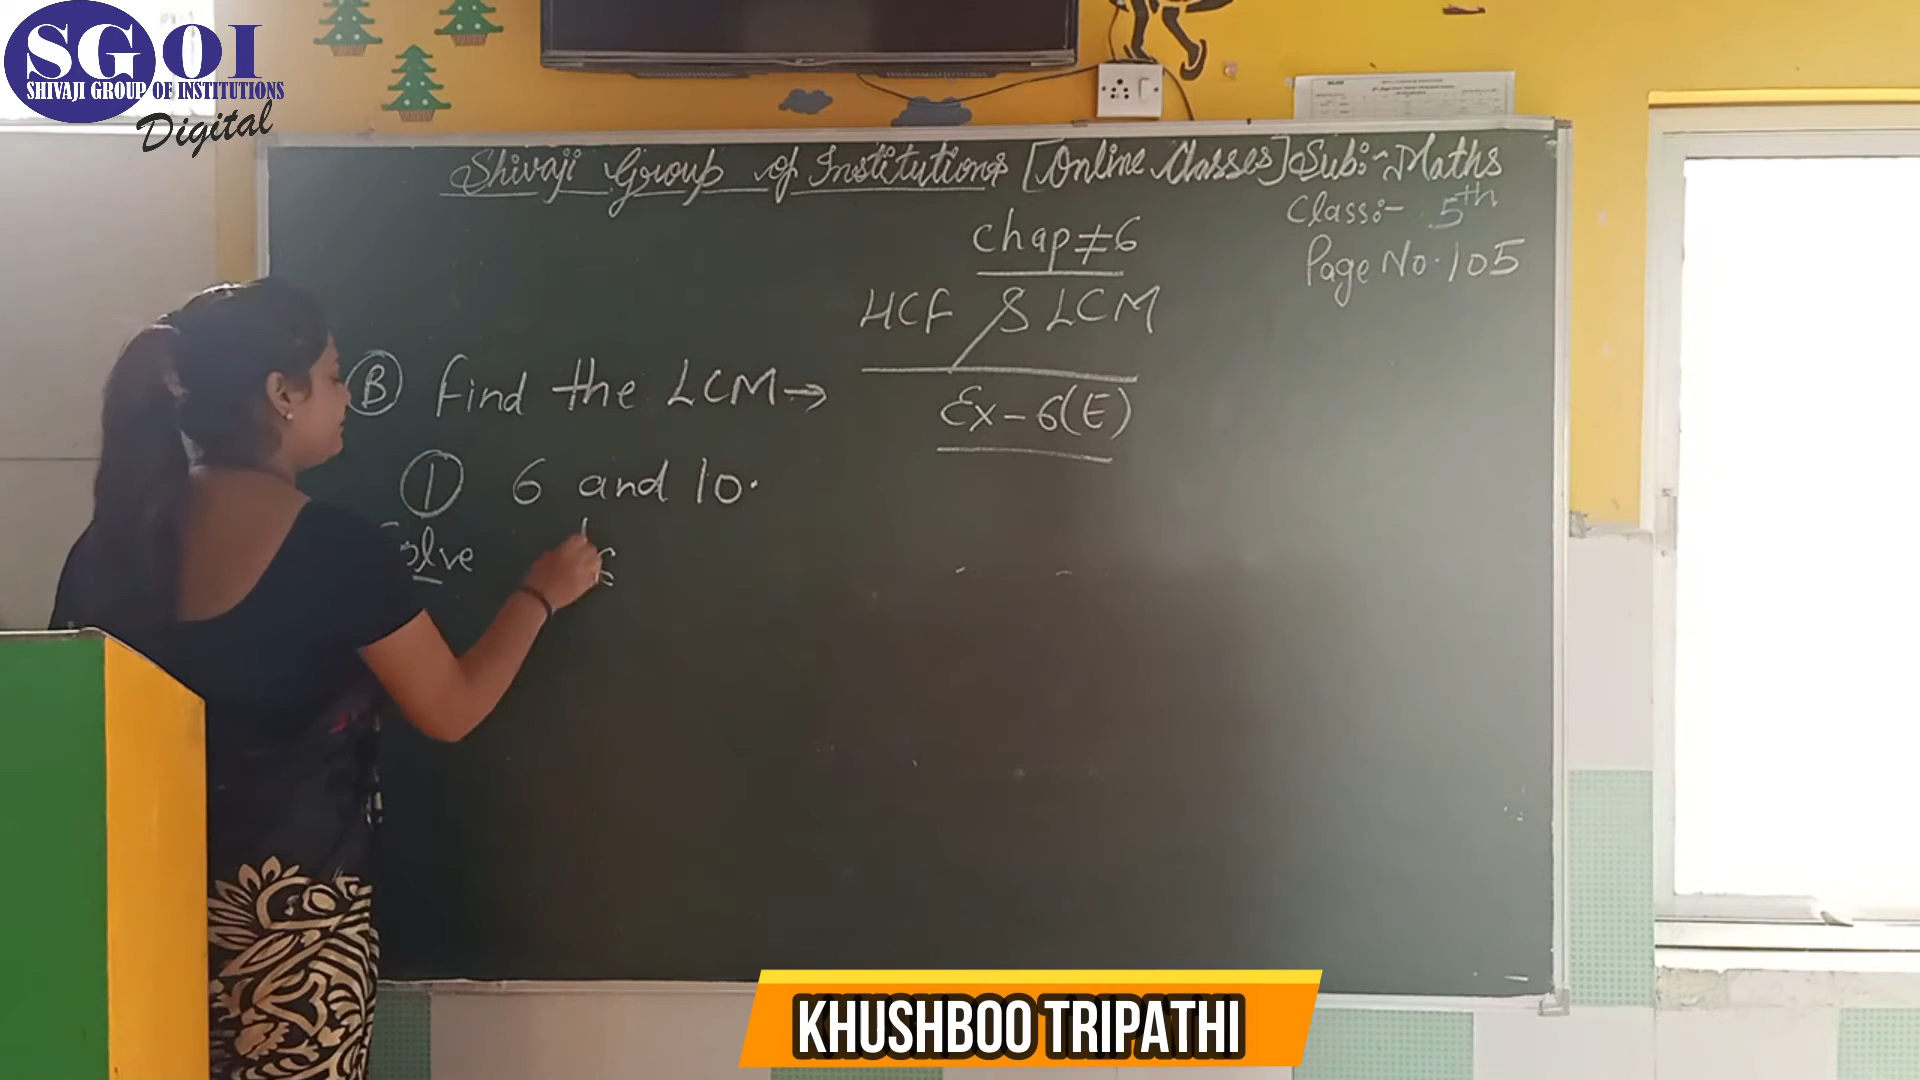 SGOI
SHIVAJI GROUP OF INSTITUTIONS
Digital
Shivaji Group of Institutions [Online Classes] Sub:- Maths
Class:- 5th
Page No. 105
Chap≠6
HCF & LCM
Ex-6(E)
(B) Find the LCM→
(1) 6 and 10.
Solve
KHUSHBOO TRIPATHI